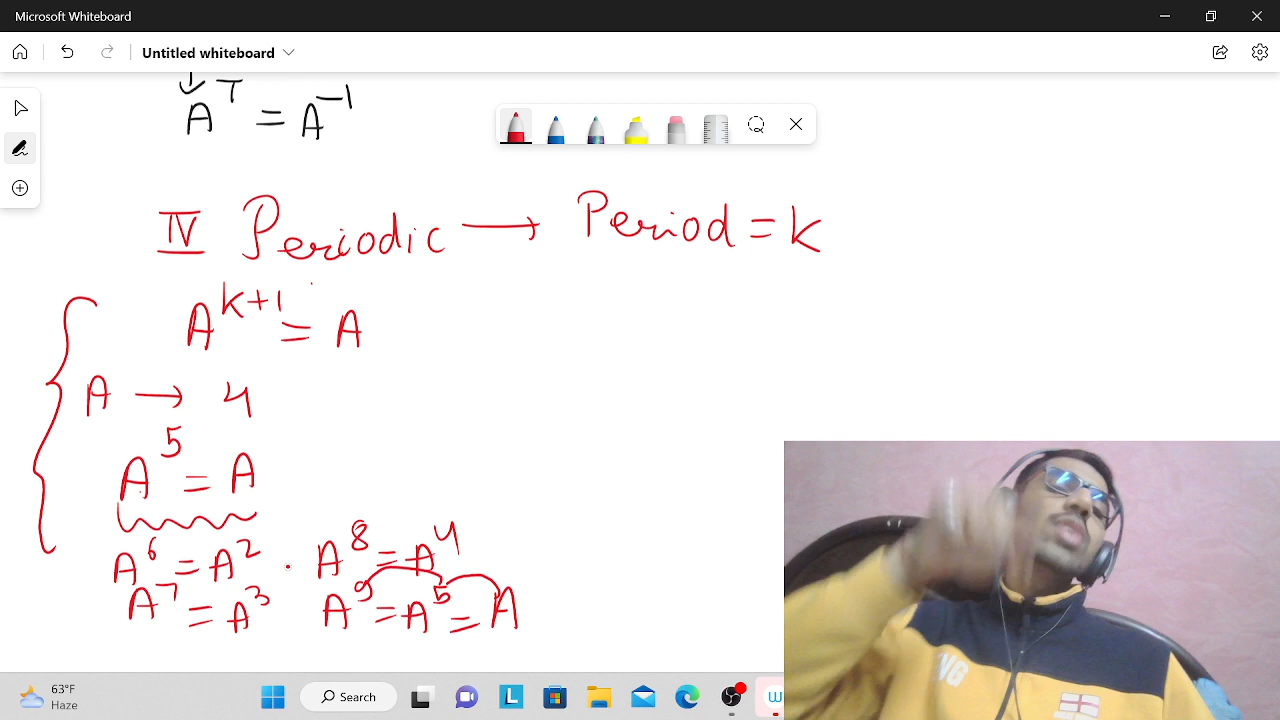 Microsoft Whiteboard
Untitled whiteboard
A^T = A^-1
IV Periodic → Period = k
A^k+1 = A
A → 4
A^5 = A
A^6 = A^2 . A^8 = A^4
A^7 = A^3 A^9 = A^5 = A
NG
63°F
Haze
Search
L
W